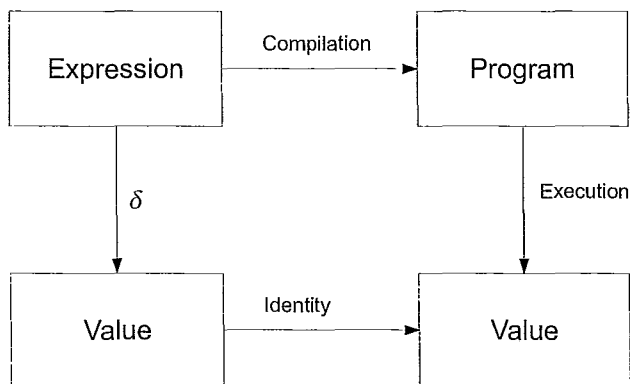 Compilation
Expression
Program
δ
Execution
Identity
Value
Value